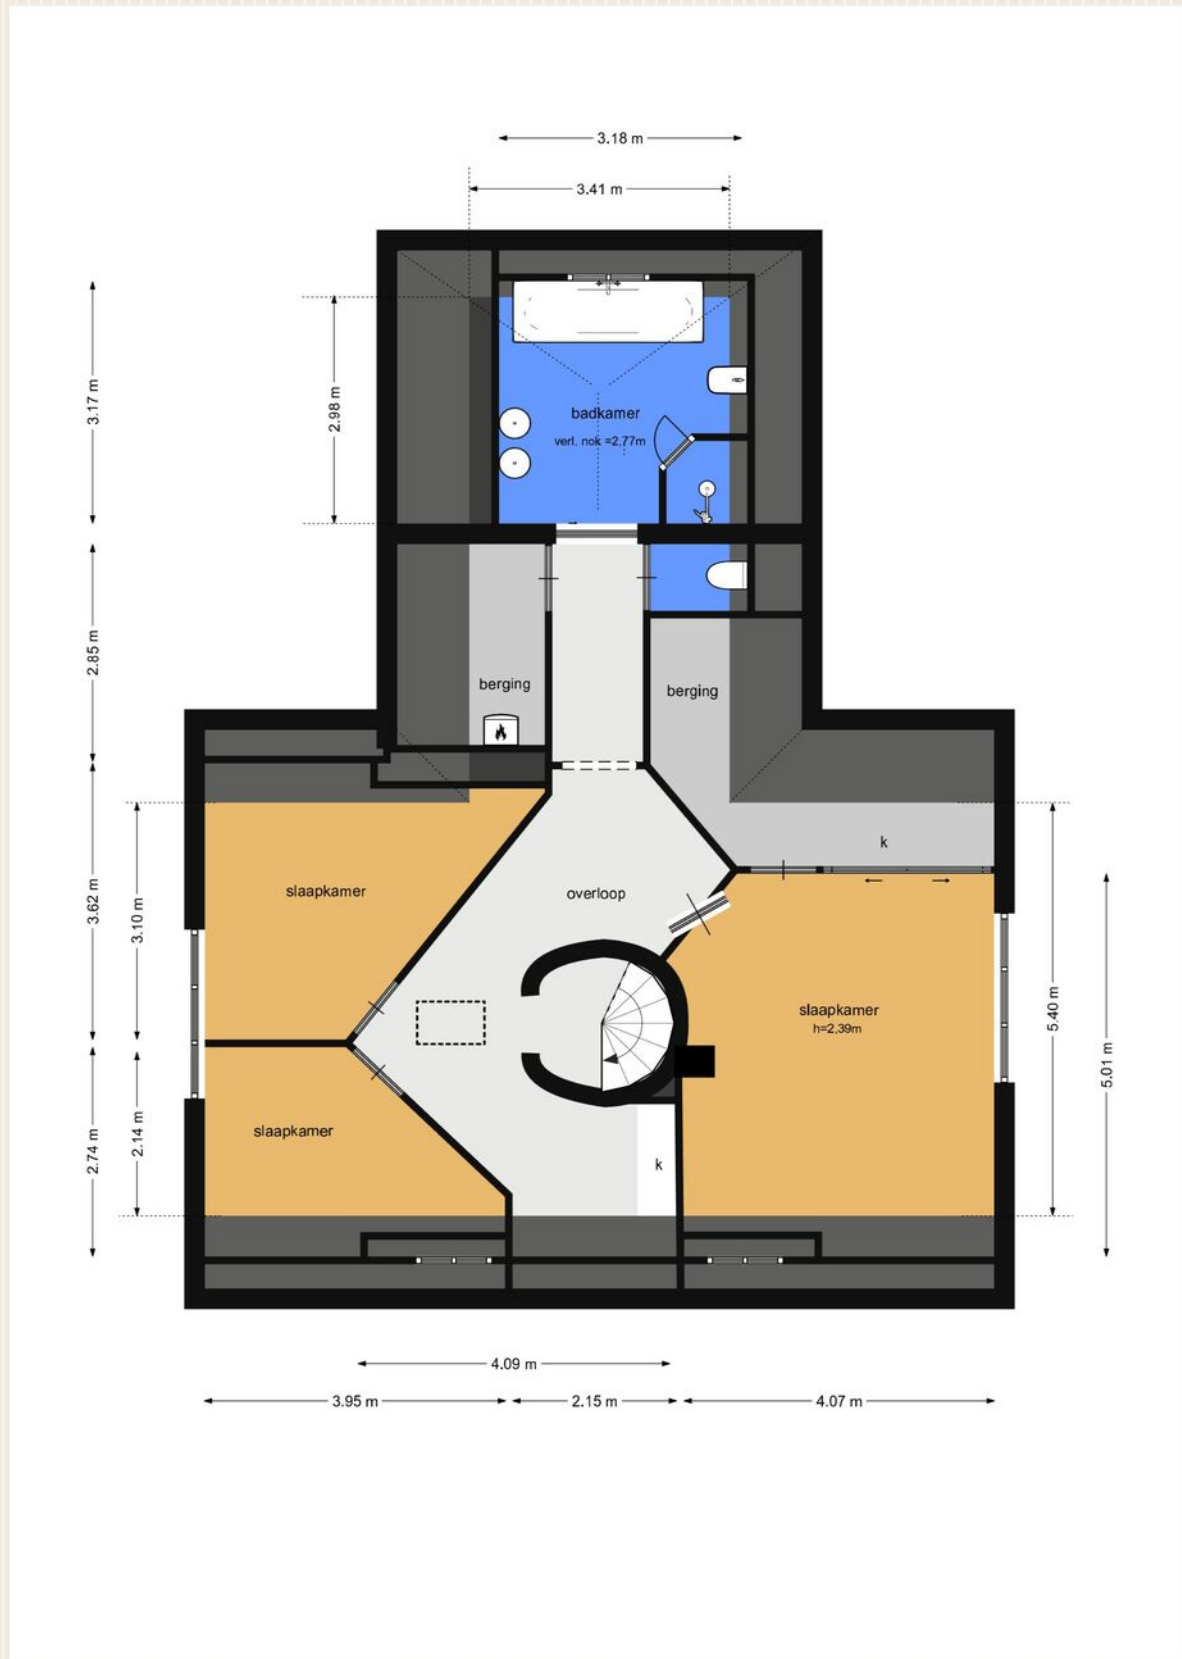 3.18 m
3.41 m
3.17 m
2.98 m
badkamer
verl. nok =2,77m
2.85 m
berging
berging
k
slaapkamer
overloop
3.62 m
3.10 m
slaapkamer
h=2,39m
5.40 m
5.01 m
slaapkamer
2.74 m
2.14 m
k
4.09 m
3.95 m
2.15 m
4.07 m